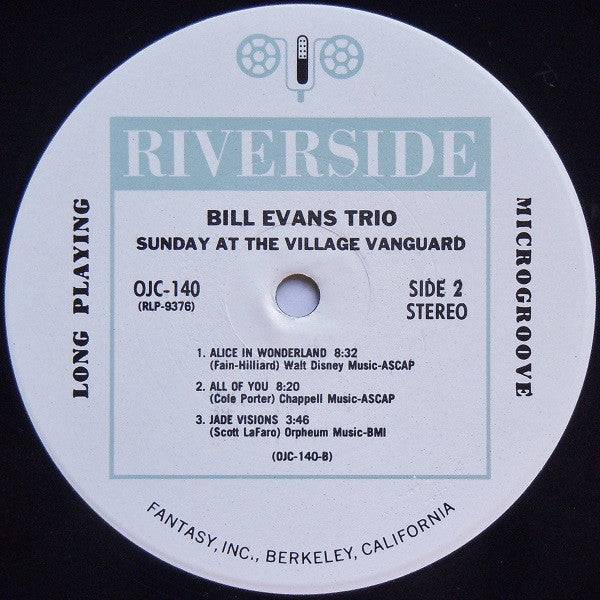 RIVERSIDE
BILL EVANS TRIO
SUNDAY AT THE VILLAGE VANGUARD
OJC-140
(RLP-9376)
SIDE 2
STEREO
LONG PLAYING
MICROGROOVE
1. ALICE IN WONDERLAND 8:32
(Fain-Hilliard) Walt Disney Music-ASCAP
2. ALL OF YOU 8:20
(Cole Porter) Chappell Music-ASCAP
3. JADE VISIONS 3:46
(Scott LaFaro) Orpheum Music-BMI
(OJC-140-B)
FANTASY, INC., BERKELEY, CALIFORNIA